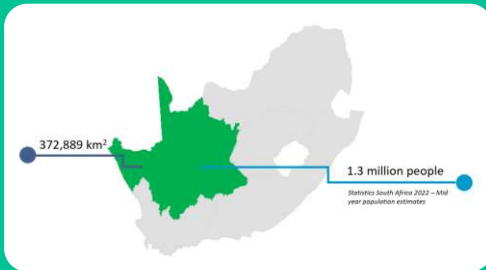 372,889 km²
1.3 million people
Statistics South Africa 2022 – Mid
year population estimates